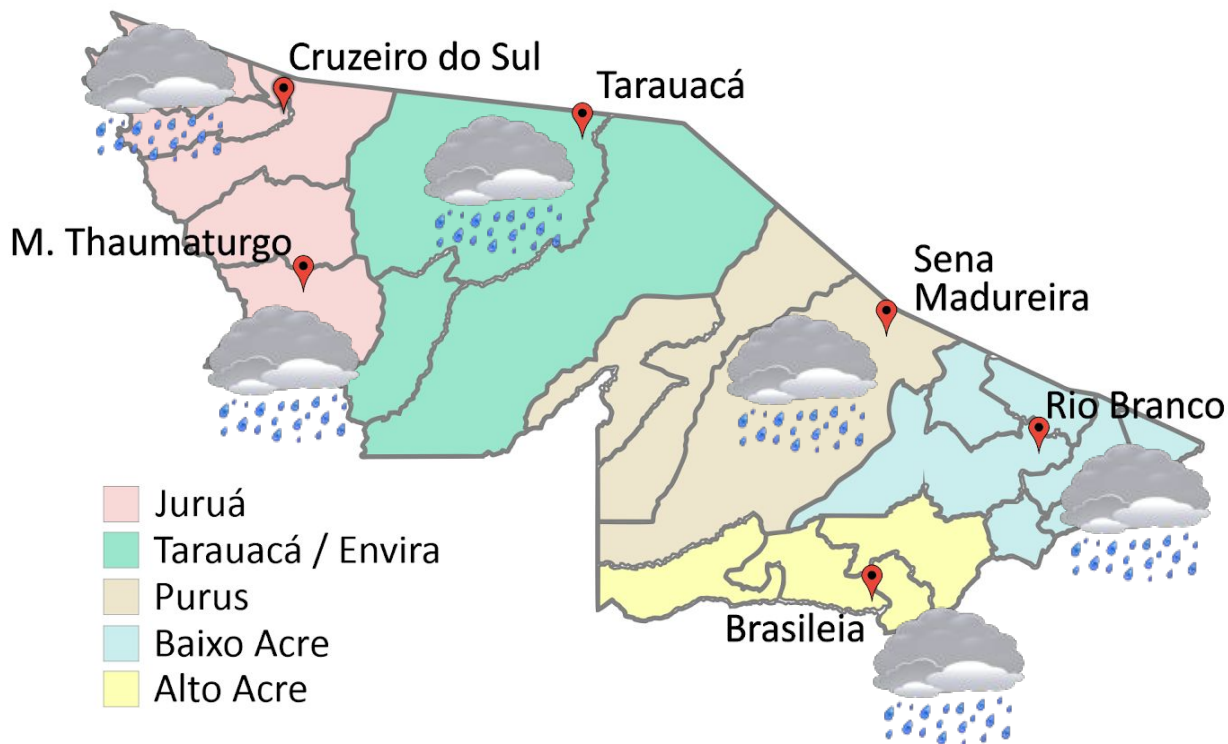 Cruzeiro do Sul
Tarauacá
M. Thaumaturgo
Sena
Madureira
Rio Branco
Brasileia
Juruá
Tarauacá / Envira
Purus
Baixo Acre
Alto Acre